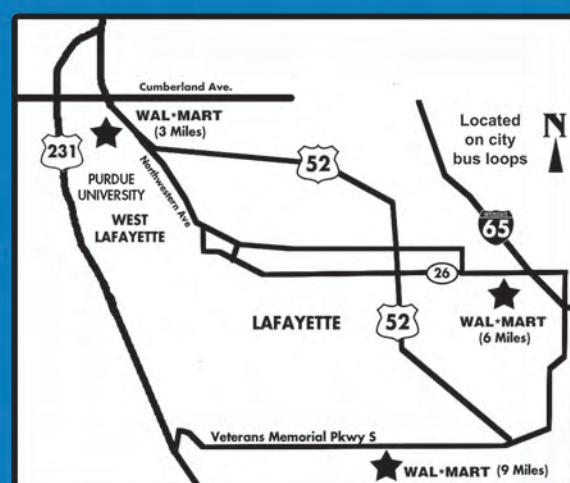 Cumberland Ave.
WAL★MART
(3 Miles)
Located
on city
bus loops
N
231
52
PURDUE
UNIVERSITY
Northwestern Ave
WEST
LAFAYETTE
INTERSTATE
65
26
LAFAYETTE
52
WAL★MART
(6 Miles)
Veterans Memorial Pkwy S
WAL★MART (9 Miles)